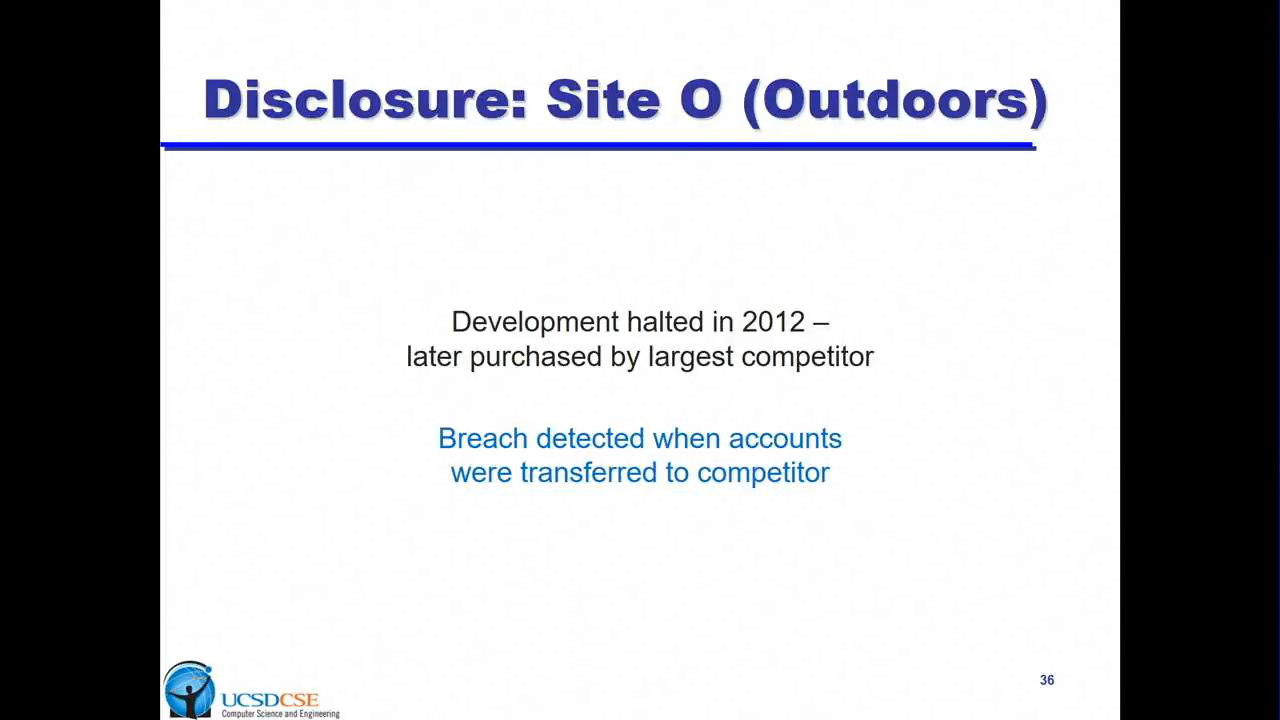 Disclosure: Site O (Outdoors)
Development halted in 2012 –
later purchased by largest competitor
Breach detected when accounts
were transferred to competitor
UCSDCSE
Computer Science and Engineering
36